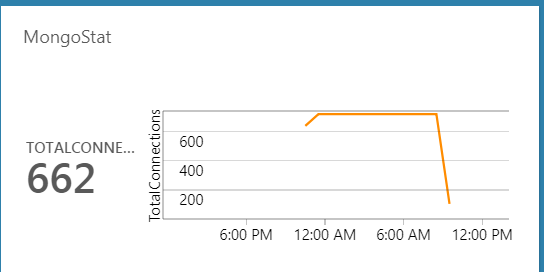 MongoStat
TOTALCONNE...
662
TotalConnections
600
400
200
6:00 PM 12:00 AM 6:00 AM 12:00 PM